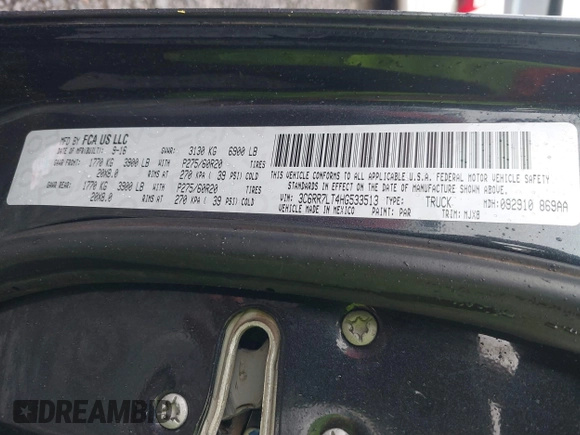 MFD BY FCA US LLC
DATE OF MFR/(BUILT): 9-16 GVWR: 3130 KG 6900 LB
GAWR FRONT: 1770 KG 3900 LB WITH P275/60R20 TIRES
20X8.0 RIMS AT 270 KPA ( 39 PSI) COLD
GAWR REAR: 1770 KG 3900 LB WITH P275/60R20 TIRES
20X8.0 RIMS AT 270 KPA ( 39 PSI) COLD
THIS VEHICLE CONFORMS TO ALL APPLICABLE U.S.A. FEDERAL MOTOR VEHICLE SAFETY
STANDARDS IN EFFECT ON THE DATE OF MANUFACTURE SHOWN ABOVE.
VIN: 3C6RR7LT4HG533513 TYPE: TRUCK MDH: 092910 869AA
VEHICLE MADE IN MEXICO PAINT: PAR TRIM: MJX8
DREAMBID